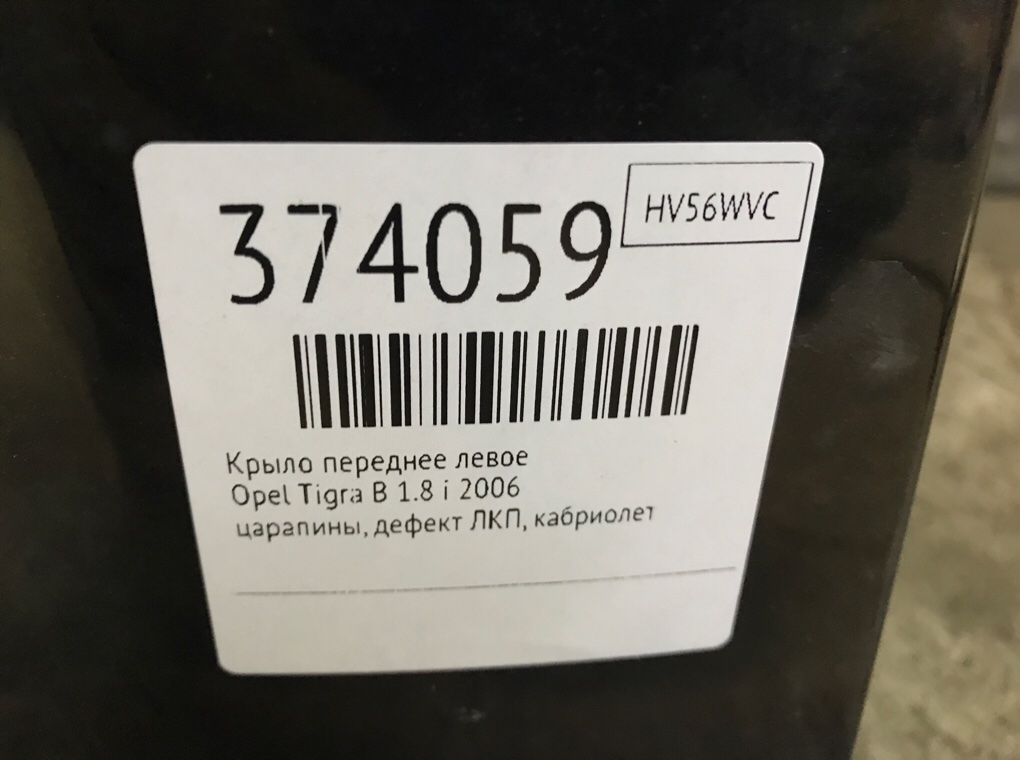 HV56WVC
374059
Крыло переднее левое
Opel Tigra B 1.8 i 2006
царапины, дефект ЛКП, кабриолет